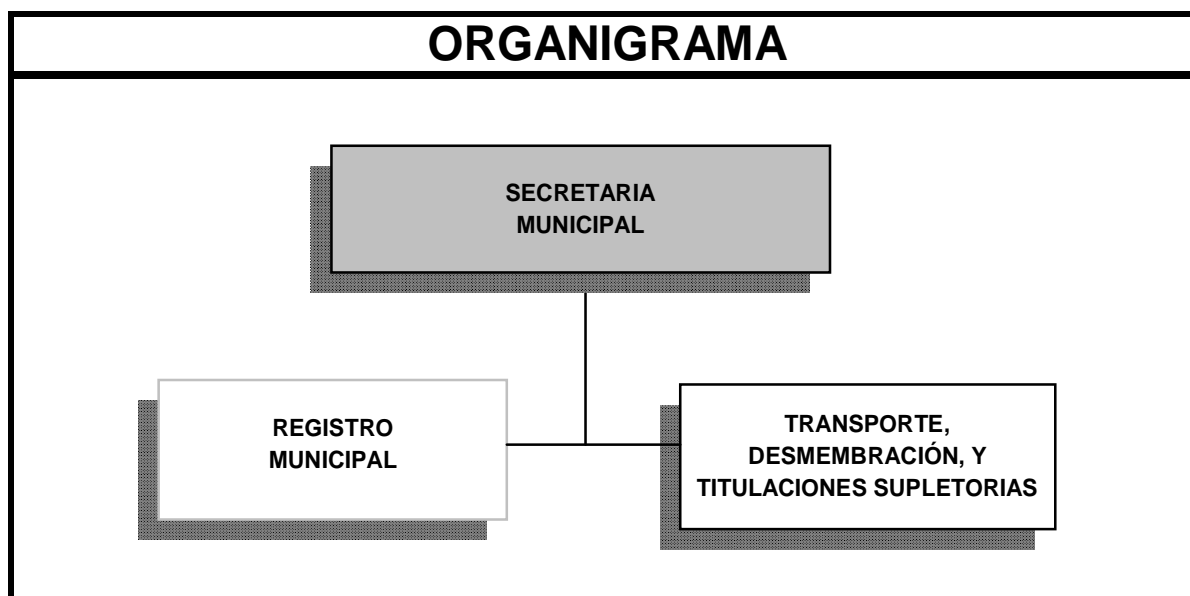 ORGANIGRAMA
SECRETARIA
MUNICIPAL
REGISTRO
MUNICIPAL
TRANSPORTE,
DESMEMBRACIÓN, Y
TITULACIONES SUPLETORIAS